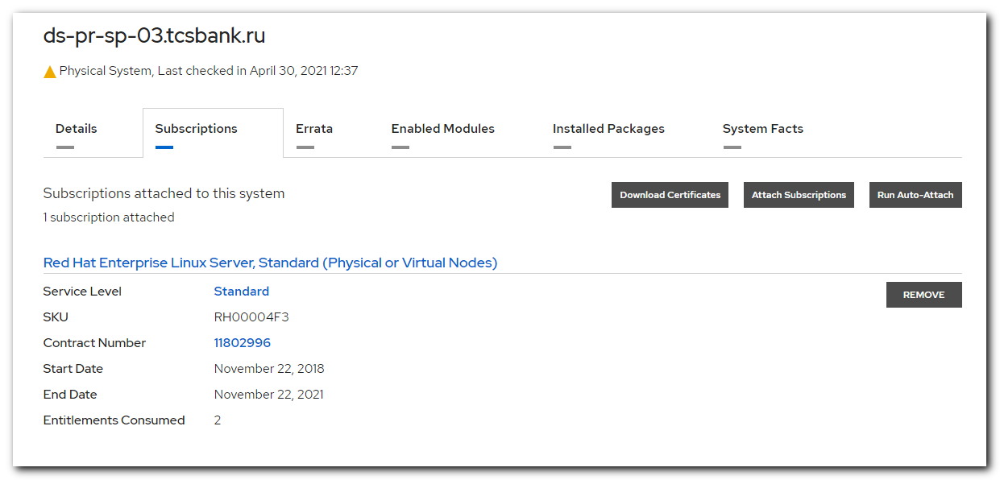 ds-pr-sp-03.tcsbank.ru
Physical System, Last checked in April 30, 2021 12:37
Details Subscriptions Errata Enabled Modules Installed Packages System Facts
Subscriptions attached to this system
Download Certificates Attach Subscriptions Run Auto-Attach
1 subscription attached
Red Hat Enterprise Linux Server, Standard (Physical or Virtual Nodes)
Service Level Standard
REMOVE
SKU RH00004F3
Contract Number 11802996
Start Date November 22, 2018
End Date November 22, 2021
Entitlements Consumed 2